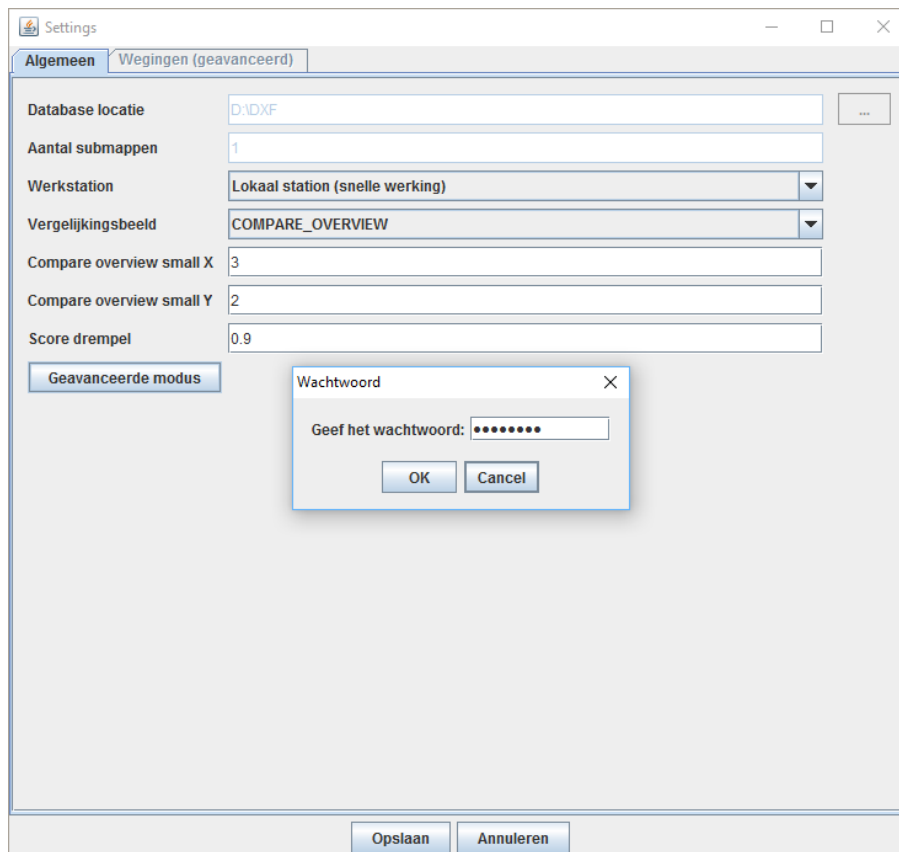 Settings
Algemeen Wegingen (geavanceerd)
Database locatie D:\DXF ...
Aantal submappen 1
Werkstation Lokaal station (snelle werking)
Vergelijkingsbeeld COMPARE_OVERVIEW
Compare overview small X 3
Compare overview small Y 2
Score drempel 0.9
Geavanceerde modus
Wachtwoord
Geef het wachtwoord: ••••••••
OK Cancel
Opslaan Annuleren